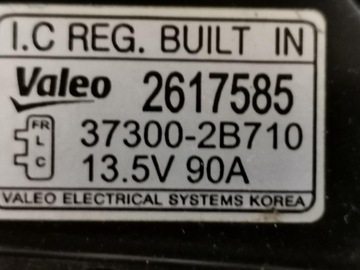 I.C REG. BUILT IN
Valeo 2617585
FR
L
C
37300-2B710
13.5V 90A
VALEO ELECTRICAL SYSTEMS KOREA